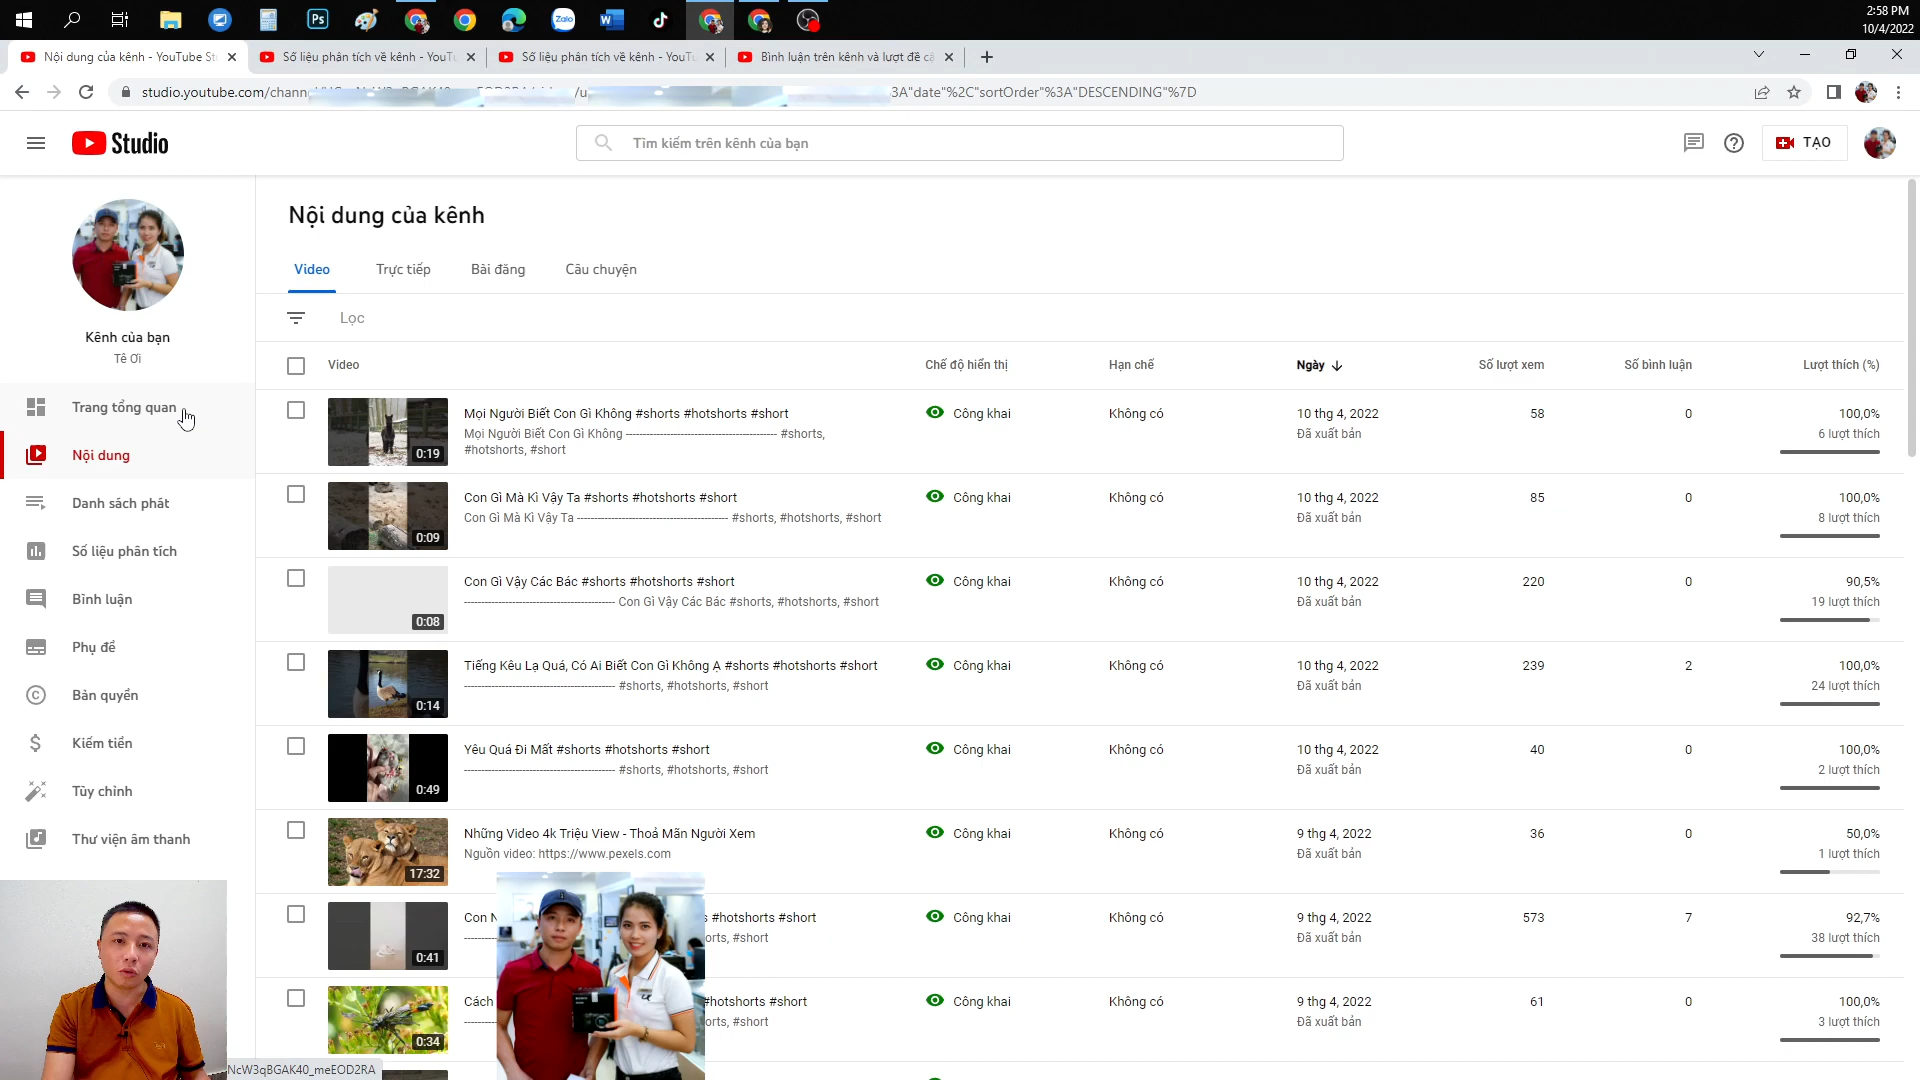 2:58 PM
10/4/2022
Ps
Zalo
Nội dung của kênh - YouTube St
Số liệu phân tích về kênh - YouTu
Số liệu phân tích về kênh - YouTu
Bình luận trên kênh và lượt đề cậ
studio.youtube.com/chann
3A"date"%2C"sortOrder"%3A"DESCENDING"%7D
Studio
Tìm kiếm trên kênh của bạn
TẠO
Kênh của bạn
Tê Ơi
Trang tổng quan
Nội dung
Danh sách phát
Số liệu phân tích
Bình luận
Phụ đề
Bản quyền
Kiếm tiền
Tùy chỉnh
Thư viện âm thanh
Nội dung của kênh
Video Trực tiếp Bài đăng Câu chuyện
Lọc
Video Chế độ hiển thị Hạn chế Ngày Số lượt xem Số bình luận Lượt thích (%)
0:19 Mọi Người Biết Con Gì Không #shorts #hotshorts #short Công khai Không có 10 thg 4, 2022 58 0 100,0%
Mọi Người Biết Con Gì Không -------------------------------------------- #shorts, Đã xuất bản 6 lượt thích
#hotshorts, #short
0:09 Con Gì Mà Kì Vậy Ta #shorts #hotshorts #short Công khai Không có 10 thg 4, 2022 85 0 100,0%
Con Gì Mà Kì Vậy Ta -------------------------------------------- #shorts, #hotshorts, #short Đã xuất bản 8 lượt thích
0:08 Con Gì Vậy Các Bác #shorts #hotshorts #short Công khai Không có 10 thg 4, 2022 220 0 90,5%
-------------------------------------------- Con Gì Vậy Các Bác #shorts, #hotshorts, #short Đã xuất bản 19 lượt thích
0:14 Tiếng Kêu Lạ Quá, Có Ai Biết Con Gì Không Ạ #shorts #hotshorts #short Công khai Không có 10 thg 4, 2022 239 2 100,0%
-------------------------------------------- #shorts, #hotshorts, #short Đã xuất bản 24 lượt thích
0:49 Yêu Quá Đi Mất #shorts #hotshorts #short Công khai Không có 10 thg 4, 2022 40 0 100,0%
-------------------------------------------- #shorts, #hotshorts, #short Đã xuất bản 2 lượt thích
17:32 Những Video 4k Triệu View - Thoả Mãn Người Xem Công khai Không có 9 thg 4, 2022 36 0 50,0%
Nguồn video: https://www.pexels.com Đã xuất bản 1 lượt thích
0:41 Con N s #hotshorts #short Công khai Không có 9 thg 4, 2022 573 7 92,7%
--------- orts, #short Đã xuất bản 38 lượt thích
0:34 Cách #hotshorts #short Công khai Không có 9 thg 4, 2022 61 0 100,0%
--------- orts, #short Đã xuất bản 3 lượt thích
NcW3qBGAK40_meEOD2RA